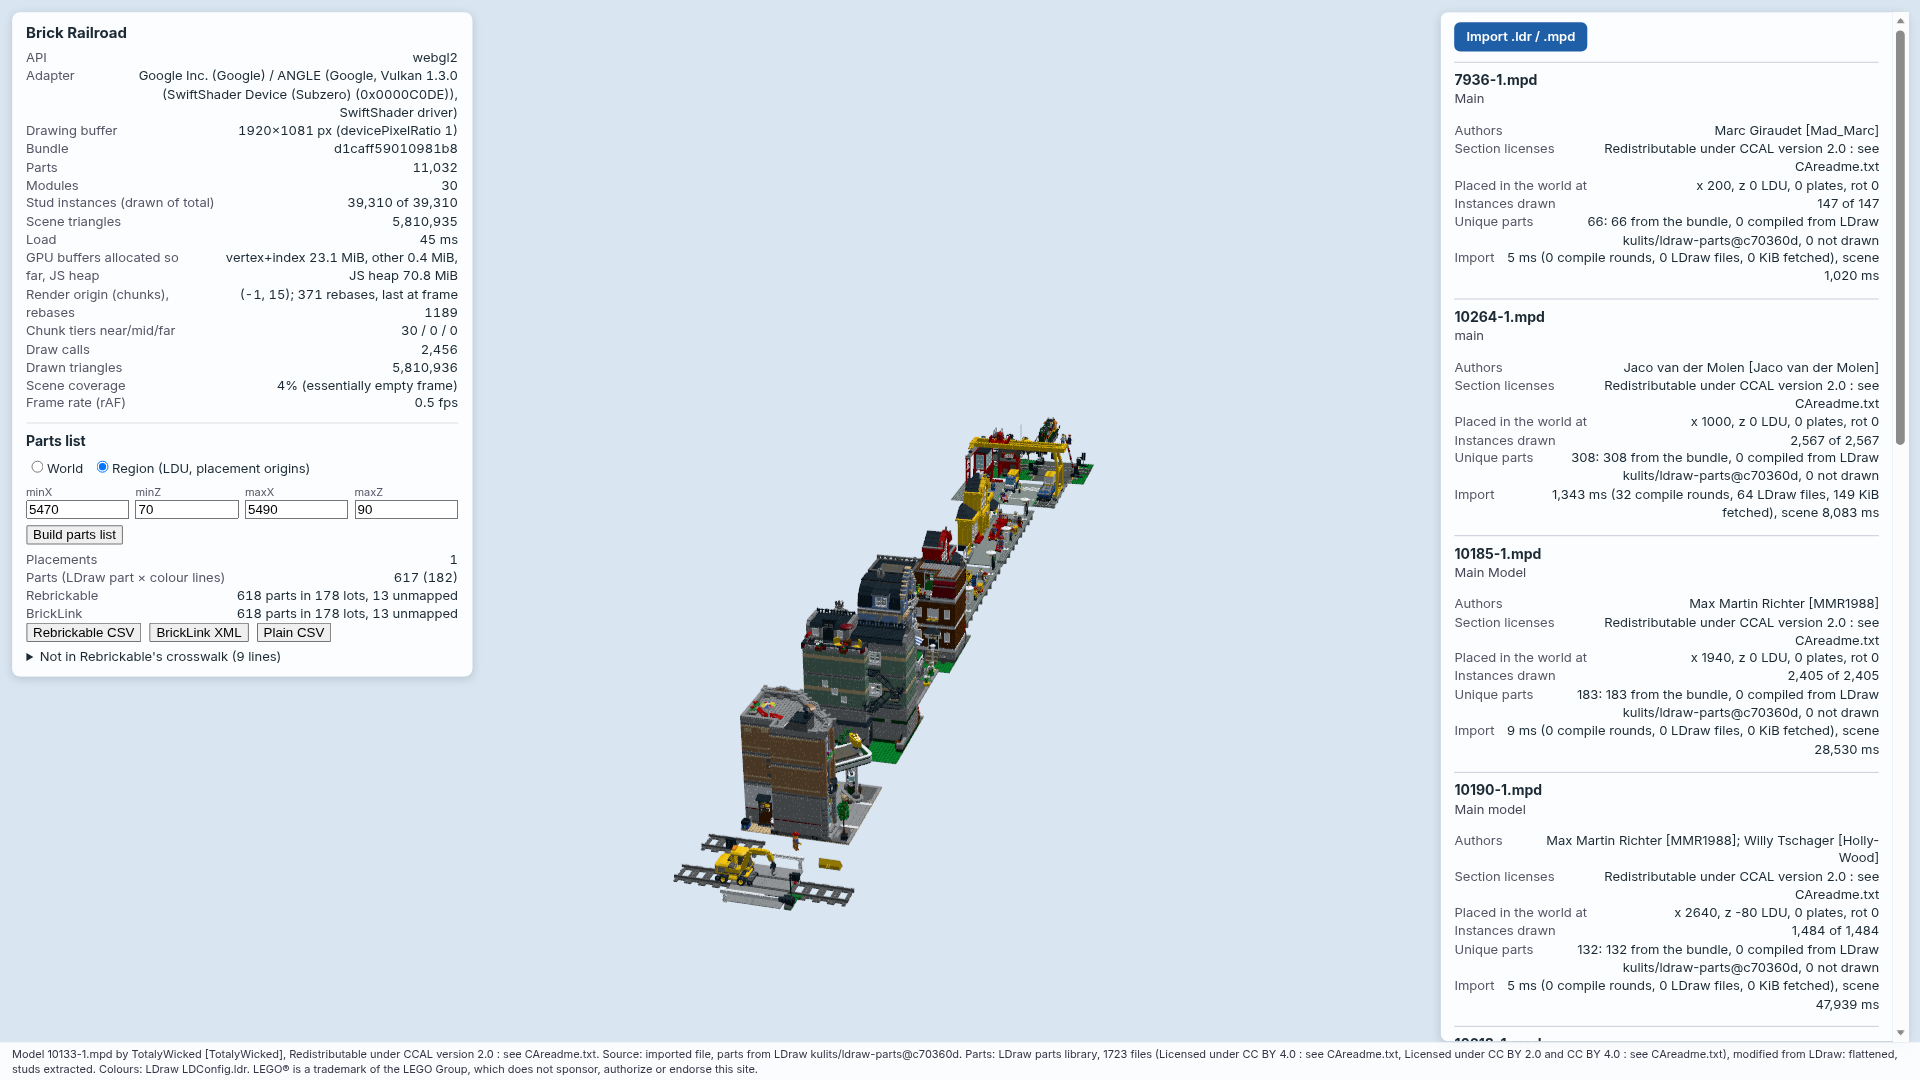 Brick Railroad
API webgl2
Adapter Google Inc. (Google) / ANGLE (Google, Vulkan 1.3.0
(SwiftShader Device (Subzero) (0x0000C0DE)),
SwiftShader driver)
Drawing buffer 1920×1081 px (devicePixelRatio 1)
Bundle d1caff59010981b8
Parts 11,032
Modules 30
Stud instances (drawn of total) 39,310 of 39,310
Scene triangles 5,810,935
Load 45 ms
GPU buffers allocated so vertex+index 23.1 MiB, other 0.4 MiB,
far, JS heap JS heap 70.8 MiB
Render origin (chunks), (-1, 15); 371 rebases, last at frame
rebases 1189
Chunk tiers near/mid/far 30 / 0 / 0
Draw calls 2,456
Drawn triangles 5,810,936
Scene coverage 4% (essentially empty frame)
Frame rate (rAF) 0.5 fps
Parts list
World Region (LDU, placement origins)
minX minZ maxX maxZ
5470 70 5490 90
Build parts list
Placements 1
Parts (LDraw part × colour lines) 617 (182)
Rebrickable 618 parts in 178 lots, 13 unmapped
BrickLink 618 parts in 178 lots, 13 unmapped
Rebrickable CSV BrickLink XML Plain CSV
▶ Not in Rebrickable's crosswalk (9 lines)
Import .ldr / .mpd
7936-1.mpd
Main
Authors Marc Giraudet [Mad_Marc]
Section licenses Redistributable under CCAL version 2.0 : see
CAreadme.txt
Placed in the world at x 200, z 0 LDU, 0 plates, rot 0
Instances drawn 147 of 147
Unique parts 66: 66 from the bundle, 0 compiled from LDraw
kulits/ldraw-parts@c70360d, 0 not drawn
Import 5 ms (0 compile rounds, 0 LDraw files, 0 KiB fetched), scene
1,020 ms
10264-1.mpd
main
Authors Jaco van der Molen [Jaco van der Molen]
Section licenses Redistributable under CCAL version 2.0 : see
CAreadme.txt
Placed in the world at x 1000, z 0 LDU, 0 plates, rot 0
Instances drawn 2,567 of 2,567
Unique parts 308: 308 from the bundle, 0 compiled from LDraw
kulits/ldraw-parts@c70360d, 0 not drawn
Import 1,343 ms (32 compile rounds, 64 LDraw files, 149 KiB
fetched), scene 8,083 ms
10185-1.mpd
Main Model
Authors Max Martin Richter [MMR1988]
Section licenses Redistributable under CCAL version 2.0 : see
CAreadme.txt
Placed in the world at x 1940, z 0 LDU, 0 plates, rot 0
Instances drawn 2,405 of 2,405
Unique parts 183: 183 from the bundle, 0 compiled from LDraw
kulits/ldraw-parts@c70360d, 0 not drawn
Import 9 ms (0 compile rounds, 0 LDraw files, 0 KiB fetched), scene
28,530 ms
10190-1.mpd
Main model
Authors Max Martin Richter [MMR1988]; Willy Tschager [Holly-
Wood]
Section licenses Redistributable under CCAL version 2.0 : see
CAreadme.txt
Placed in the world at x 2640, z -80 LDU, 0 plates, rot 0
Instances drawn 1,484 of 1,484
Unique parts 132: 132 from the bundle, 0 compiled from LDraw
kulits/ldraw-parts@c70360d, 0 not drawn
Import 5 ms (0 compile rounds, 0 LDraw files, 0 KiB fetched), scene
47,939 ms
Model 10133-1.mpd by TotalyWicked [TotalyWicked], Redistributable under CCAL version 2.0 : see CAreadme.txt. Source: imported file, parts from LDraw kulits/ldraw-parts@c70360d. Parts: LDraw parts library, 1723 files (Licensed under CC BY 4.0 : see CAreadme.txt, Licensed under CC BY 2.0 and CC BY 4.0 : see CAreadme.txt), modified from LDraw: flattened,
studs extracted. Colours: LDraw LDConfig.ldr. LEGO® is a trademark of the LEGO Group, which does not sponsor, authorize or endorse this site.